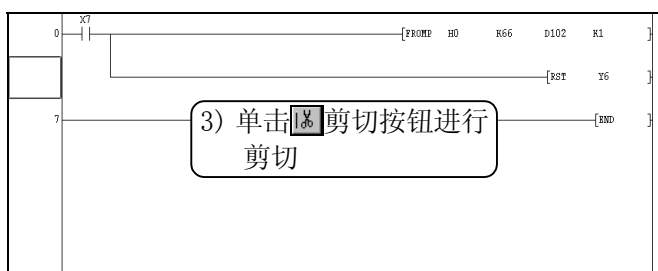 X7
0 [FROMP H0 K66 D102 K1 ]
[RST Y6 ]
7 [END ]
3) 单击剪切按钮进行
剪切